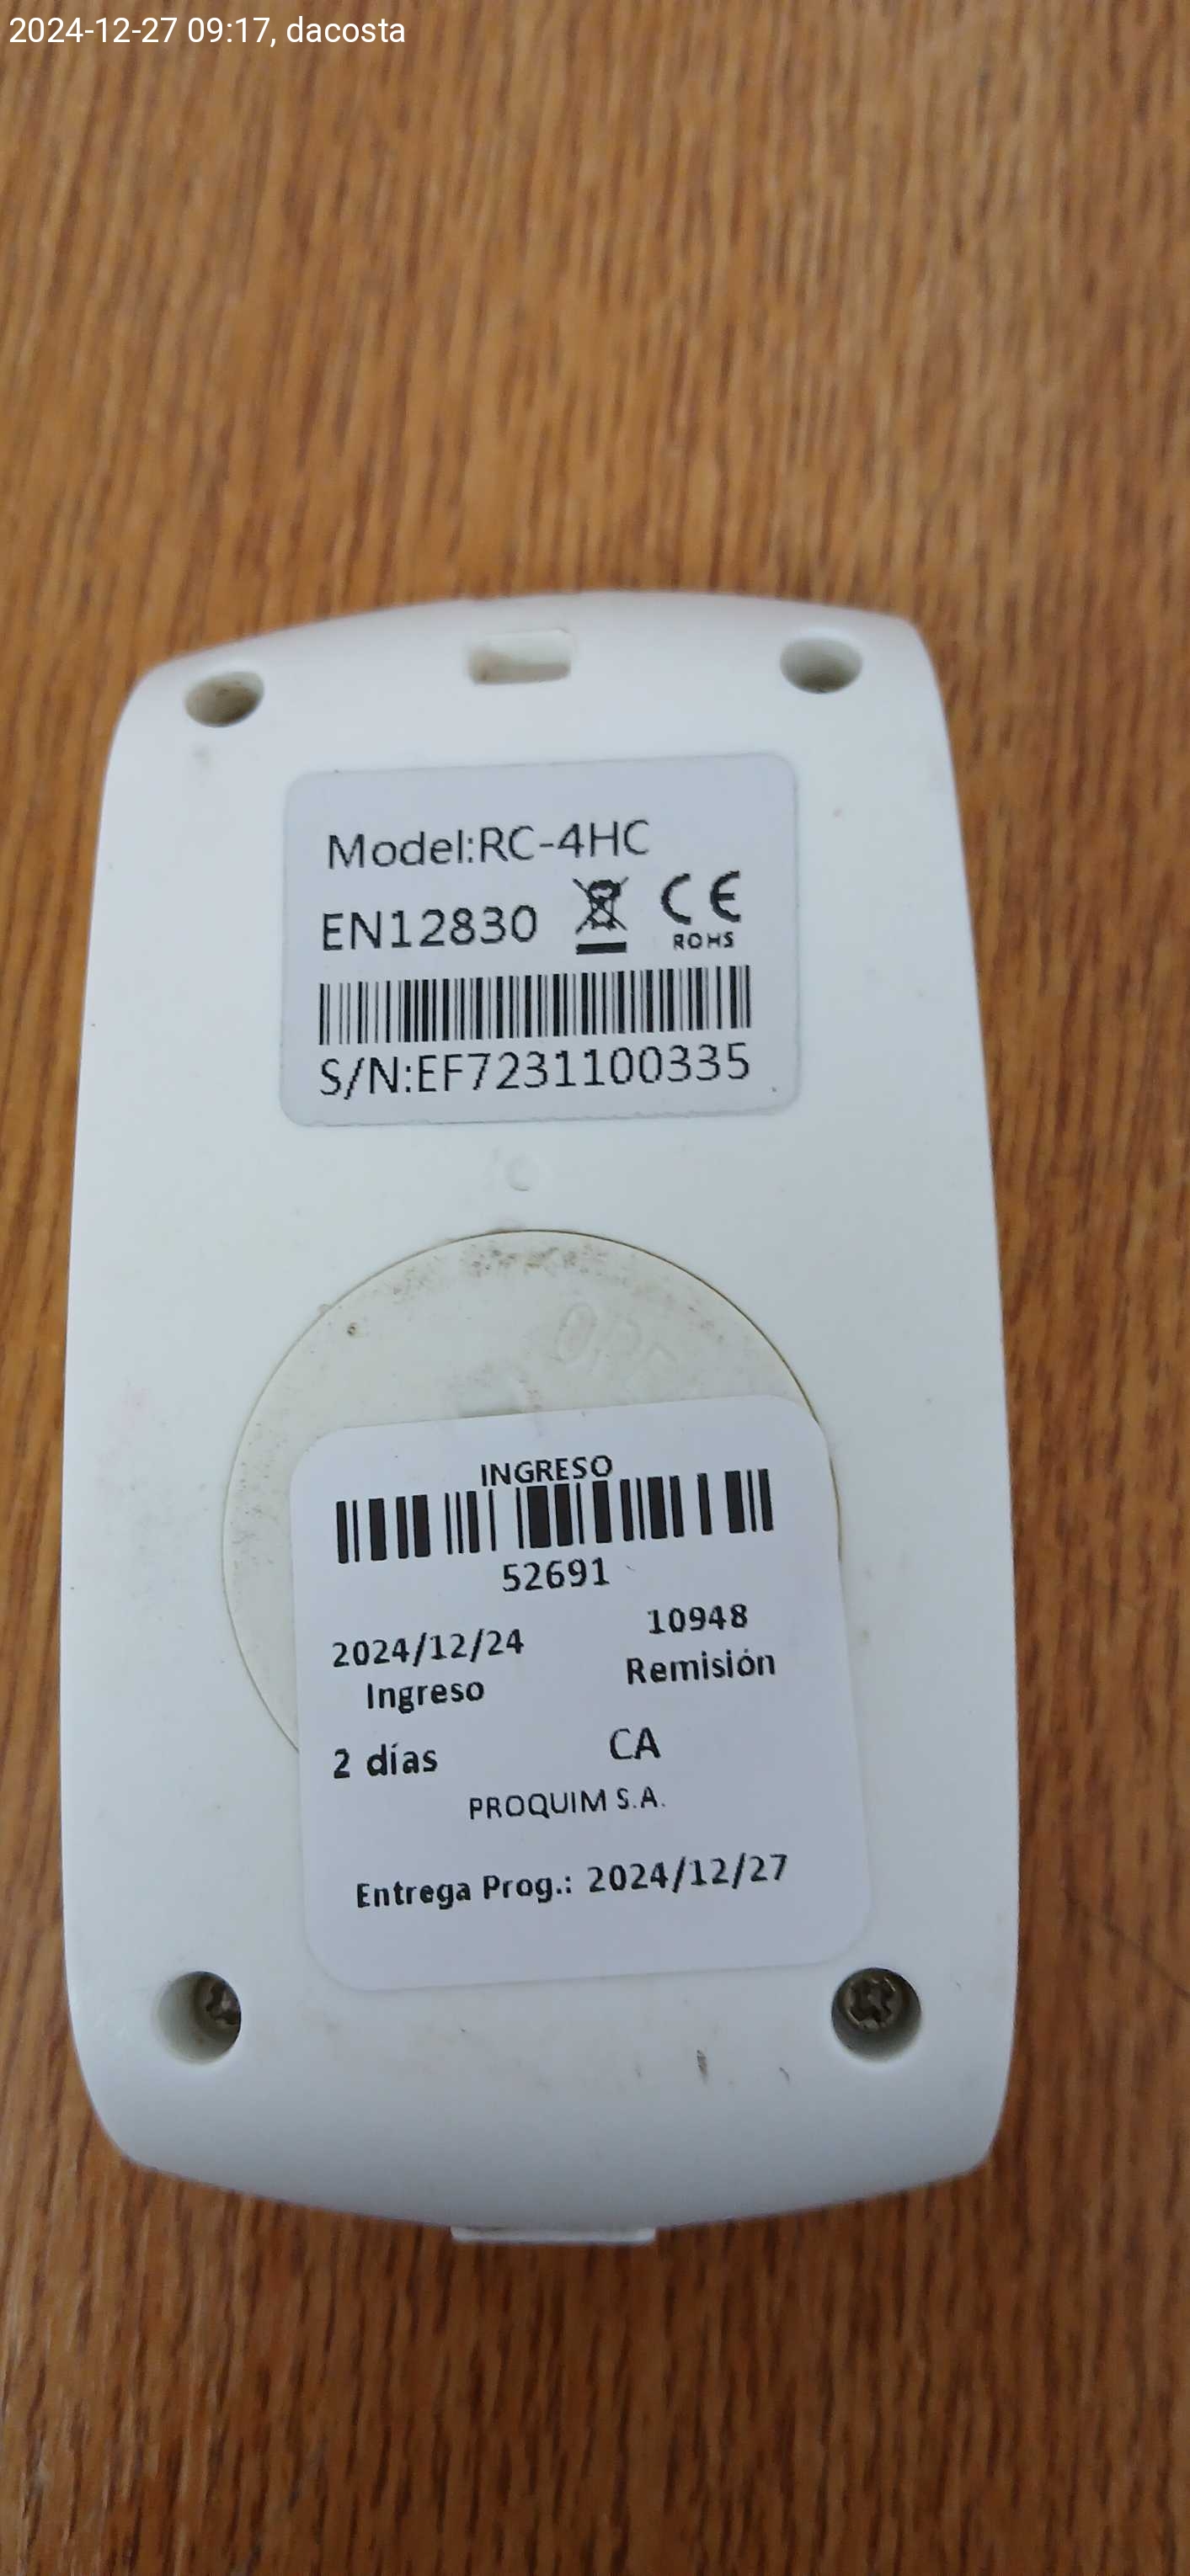 2024-12-27 09:17, dacosta
Model:RC-4HC
EN12830 CE
ROHS
S/N:EF7231100335
INGRESO
52691
2024/12/24 10948
Ingreso Remisión
2 días CA
PROQUIM S.A.
Entrega Prog.: 2024/12/27